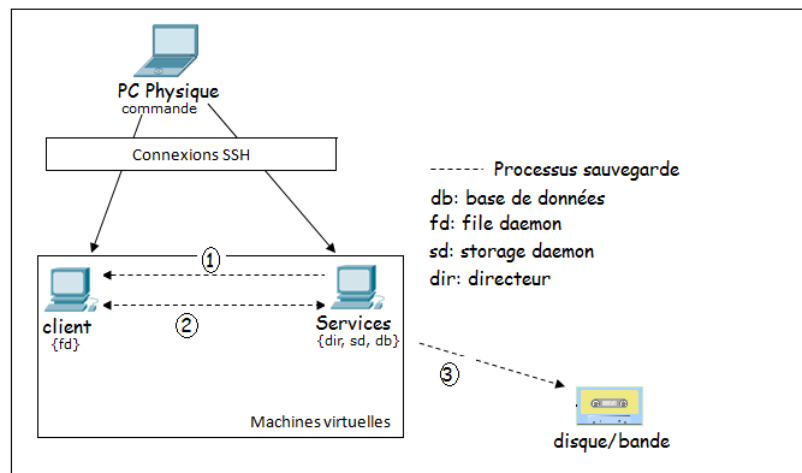 PC Physique
commande
Connexions SSH
Processus sauvegarde
db: base de données
fd: file daemon
sd: storage daemon
dir: directeur
1
2
client
{fd}
Services
{dir, sd, db}
3
Machines virtuelles
disque/bande